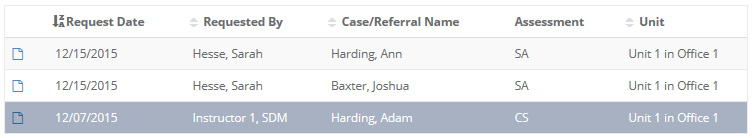 Request Date Requested By Case/Referral Name Assessment Unit
12/15/2015 Hesse, Sarah Harding, Ann SA Unit 1 in Office 1
12/15/2015 Hesse, Sarah Baxter, Joshua SA Unit 1 in Office 1
12/07/2015 Instructor 1, SDM Harding, Adam CS Unit 1 in Office 1